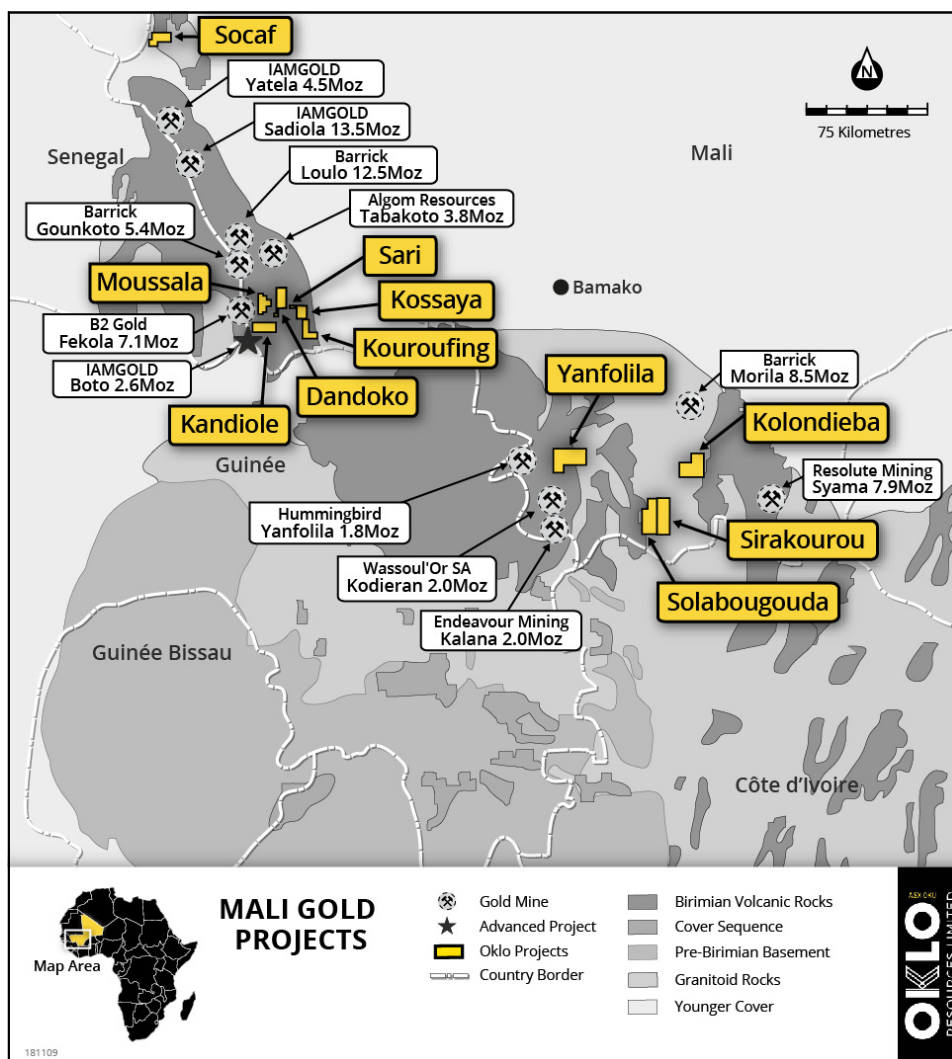 Socaf
IAMGOLD
Yatela 4.5Moz
IAMGOLD
Sadiola 13.5Moz
N
75 Kilometres
Senegal
Mali
Barrick
Loulo 12.5Moz
Algom Resources
Tabakoto 3.8Moz
Barrick
Gounkoto 5.4Moz
Sari
Moussala
Kossaya
Bamako
B2 Gold
Fekola 7.1Moz
Kouroufing
IAMGOLD
Boto 2.6Moz
Dandoko
Yanfolila
Barrick
Morila 8.5Moz
Kandiole
Kolondieba
Guinée
Resolute Mining
Syama 7.9Moz
Hummingbird
Yanfolila 1.8Moz
Sirakourou
Wassoul'Or SA
Kodieran 2.0Moz
Solabougouda
Endeavour Mining
Kalana 2.0Moz
Guinée Bissau
Côte d'Ivoire
Map Area
MALI GOLD
PROJECTS
Gold Mine
Advanced Project
Oklo Projects
Country Border
Birimian Volcanic Rocks
Cover Sequence
Pre-Birimian Basement
Granitoid Rocks
Younger Cover
ASX:OKU
OKLO
RESOURCES LIMITED
181109